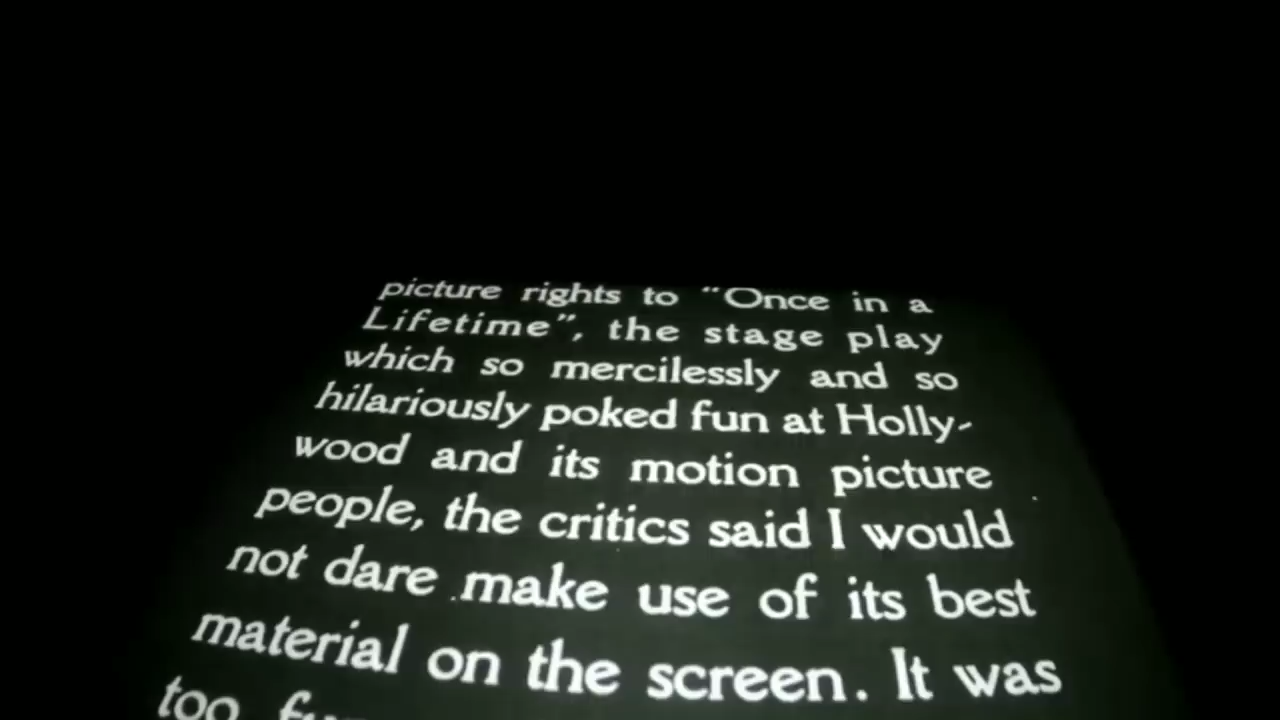 picture rights to “Once in a
Lifetime”, the stage play
which so mercilessly and so
hilariously poked fun at Holly-
wood and its motion picture
people, the critics said I would
not dare make use of its best
material on the screen. It was
too